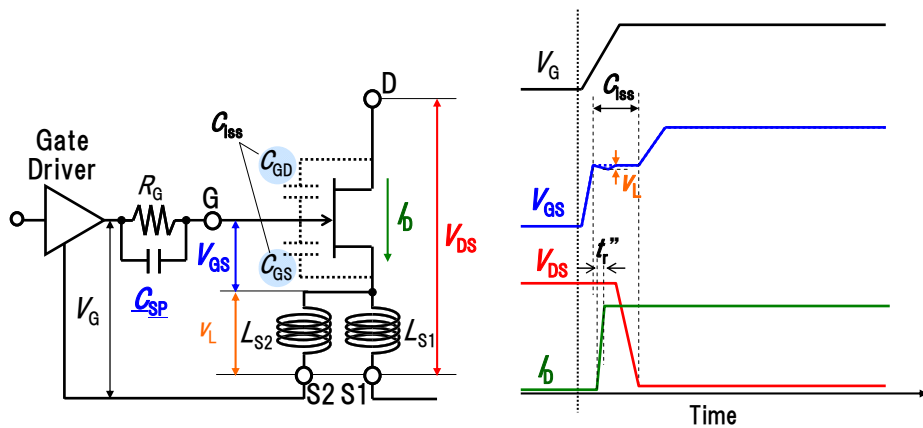 Gate
Driver
R_G
G
C_SP
V_G
V_GS
v_L
C_Iss
C_GD
C_GS
D
I_D
V_DS
L_S2
L_S1
S2
S1
V_G
C_Iss
V_L
V_GS
t_r”
V_DS
I_D
Time